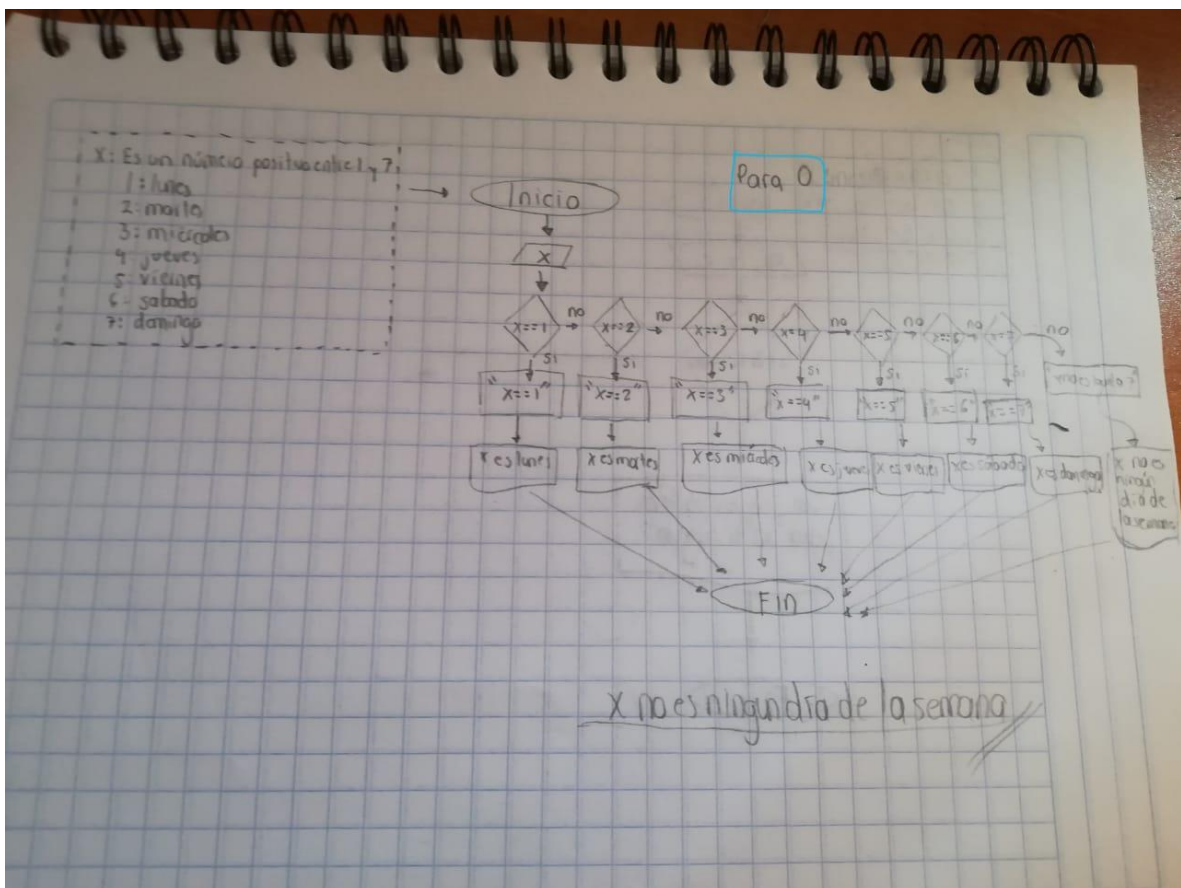 X: Es un número positivo entre 1 y 7:
1: lunes
2: martes
3: miércoles
4: jueves
5: viernes
6: sabado
7: domingo
Para 0
Inicio
X
X==1 no X==2 no X==3 no X=4 no X==5 no X==6 no no
si si si si si si si
"X==1" "X==2" "X==3" "X==4" "X==5" "X==6"
X es lunes X es martes X es miércoles X es jueves X es viernes X es sabado X es domingo X no es
ningún
día de
la semana
FIN
X no es ningun dia de la semana